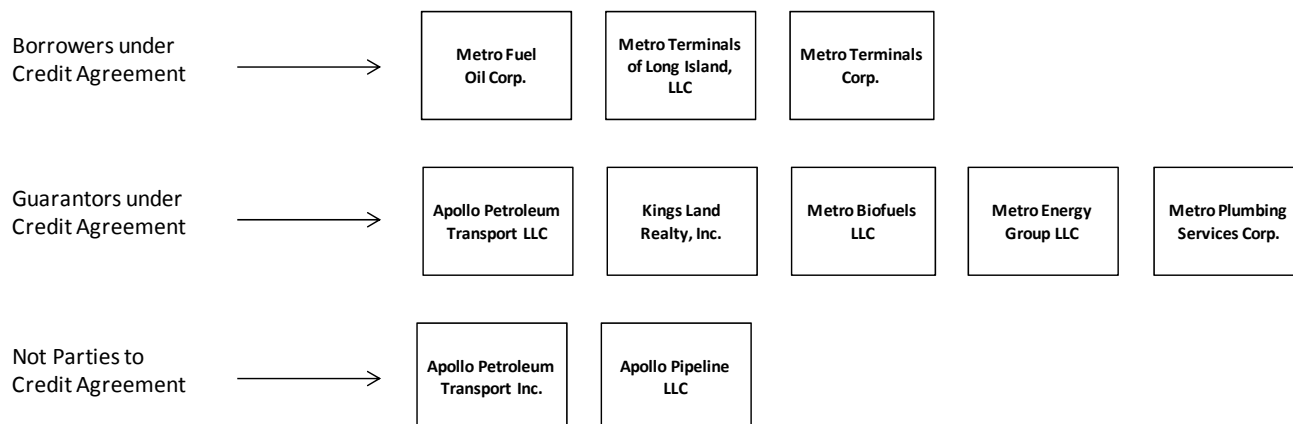 Borrowers under
Credit Agreement
Metro Fuel
Oil Corp.
Metro Terminals
of Long Island,
LLC
Metro Terminals
Corp.
Guarantors under
Credit Agreement
Apollo Petroleum
Transport LLC
Kings Land
Realty, Inc.
Metro Biofuels
LLC
Metro Energy
Group LLC
Metro Plumbing
Services Corp.
Not Parties to
Credit Agreement
Apollo Petroleum
Transport Inc.
Apollo Pipeline
LLC